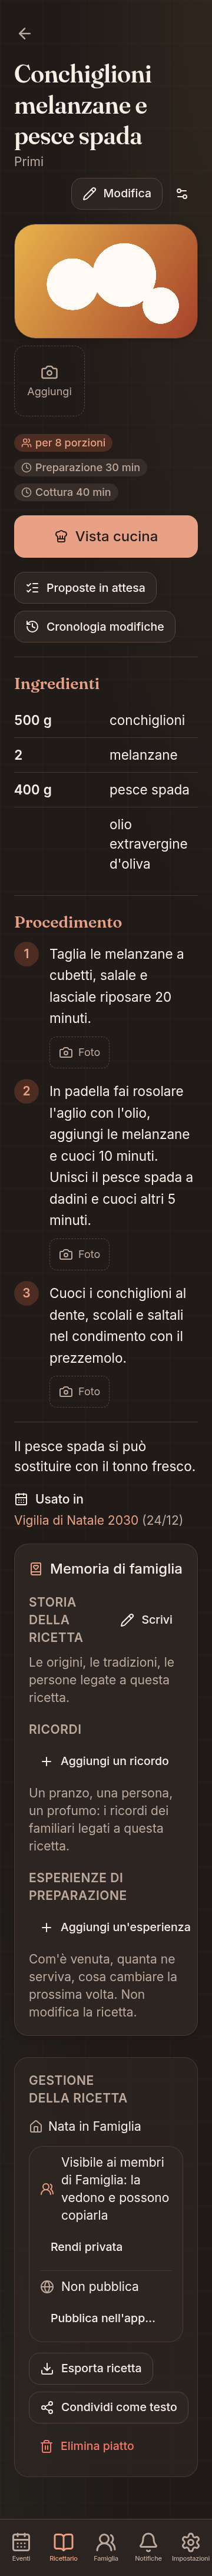 Conchiglioni
melanzane e
pesce spada
Primi
Modifica
Aggiungi
per 8 porzioni
Preparazione 30 min
Cottura 40 min
Vista cucina
Proposte in attesa
Cronologia modifiche
Ingredienti
500 g conchiglioni
2 melanzane
400 g pesce spada
olio
extravergine
d'oliva
Procedimento
1 Taglia le melanzane a
cubetti, salale e
lasciale riposare 20
minuti.
Foto
2 In padella fai rosolare
l'aglio con l'olio,
aggiungi le melanzane
e cuoci 10 minuti.
Unisci il pesce spada a
dadini e cuoci altri 5
minuti.
Foto
3 Cuoci i conchiglioni al
dente, scolali e saltali
nel condimento con il
prezzemolo.
Foto
Il pesce spada si può
sostituire con il tonno fresco.
Usato in
Vigilia di Natale 2030 (24/12)
Memoria di famiglia
STORIA
DELLA
RICETTA
Scrivi
Le origini, le tradizioni, le
persone legate a questa
ricetta.
RICORDI
Aggiungi un ricordo
Un pranzo, una persona,
un profumo: i ricordi dei
familiari legati a questa
ricetta.
ESPERIENZE DI
PREPARAZIONE
Aggiungi un'esperienza
Com'è venuta, quanta ne
serviva, cosa cambiare la
prossima volta. Non
modifica la ricetta.
GESTIONE
DELLA RICETTA
Nata in Famiglia
Visibile ai membri
di Famiglia: la
vedono e possono
copiarla
Rendi privata
Non pubblica
Pubblica nell'app...
Esporta ricetta
Condividi come testo
Elimina piatto
Eventi Ricettario Famiglia Notifiche Impostazioni